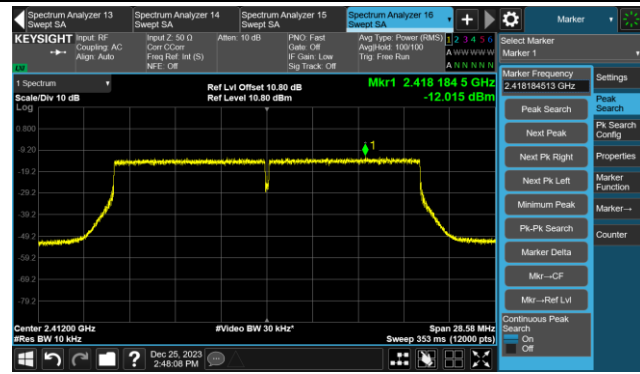 Spectrum Analyzer 13
Swept SA
Spectrum Analyzer 14
Swept SA
Spectrum Analyzer 15
Swept SA
Spectrum Analyzer 16
Swept SA
Marker
KEYSIGHT
Input: RF
Coupling: AC
Align: Auto
Input Z: 50 Ω
Corr CCorr
Freq Ref: Int (S)
NFE: Off
Atten: 10 dB
PNO: Fast
Gate: Off
IF Gain: Low
Sig Track: Off
Avg Type: Power (RMS)
Avg|Hold: 100/100
Trig: Free Run
1 2 3 4 5 6
A W W W W W
A N N N N N
LVI
Select Marker
Marker 1
1 Spectrum
Scale/Div 10 dB
Log
Ref Lvl Offset 10.80 dB
Ref Level 10.80 dBm
Mkr1 2.418 184 5 GHz
-12.015 dBm
Marker Frequency
2.418184513 GHz
Settings
Peak Search
Peak
Search
Next Peak
Pk Search
Config
Next Pk Right
Properties
Next Pk Left
Marker
Function
Minimum Peak
Marker→
Pk-Pk Search
Counter
Marker Delta
Mkr→CF
Mkr→Ref Lvl
Continuous Peak
Search
On
Off
0.800
-9.20
-19.2
-29.2
-39.2
-49.2
-59.2
-69.2
-79.2
1
Center 2.41200 GHz
#Res BW 10 kHz
#Video BW 30 kHz*
Span 28.58 MHz
Sweep 353 ms (12000 pts)
Dec 25, 2023
2:48:08 PM